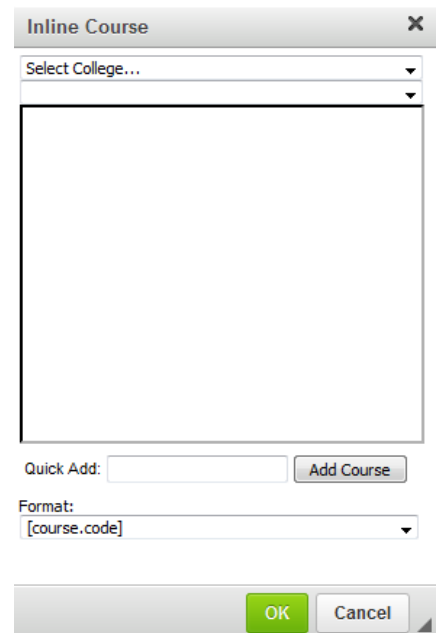 Inline Course
Select College...
Quick Add: Add Course
Format:
[course.code]
OK Cancel